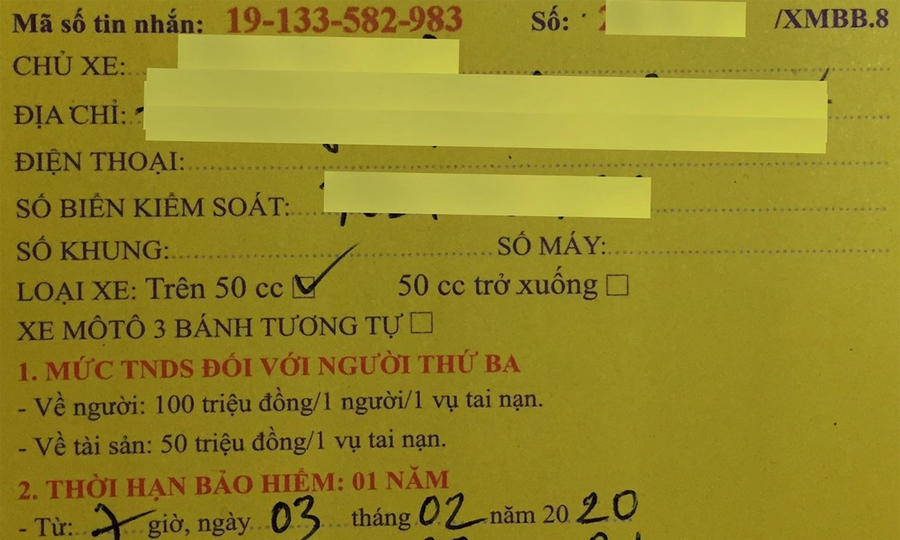 Mã số tin nhắn: 19-133-582-983 Số: /XMBB.8
CHỦ XE:
ĐỊA CHỈ:
ĐIỆN THOẠI:
SỐ BIỂN KIỂM SOÁT:
SỐ KHUNG: SỐ MÁY:
LOẠI XE: Trên 50 cc ☑ 50 cc trở xuống ☐
XE MÔTÔ 3 BÁNH TƯƠNG TỰ ☐
1. MỨC TNDS ĐỐI VỚI NGƯỜI THỨ BA
- Về người: 100 triệu đồng/1 người/1 vụ tai nạn.
- Về tài sản: 50 triệu đồng/1 vụ tai nạn.
2. THỜI HẠN BẢO HIỂM: 01 NĂM
- Từ: 7 giờ, ngày 03 tháng 02 năm 2020